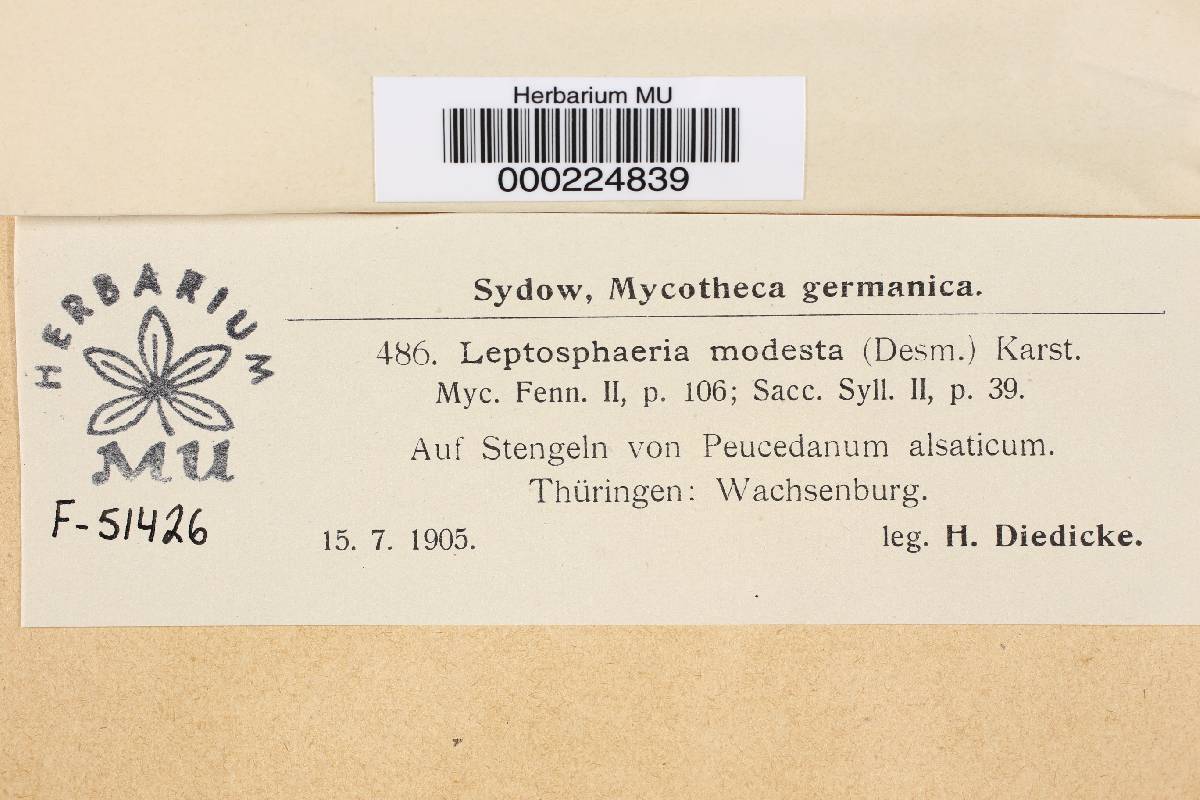 Herbarium MU
000224839
HERBARIUM
MU
F-51426
Sydow, Mycotheca germanica.
486. Leptosphaeria modesta (Desm.) Karst.
Myc. Fenn. II, p. 106; Sacc. Syll. II, p. 39.
Auf Stengeln von Peucedanum alsaticum.
Thüringen: Wachsenburg.
15. 7. 1905. leg. H. Diedicke.